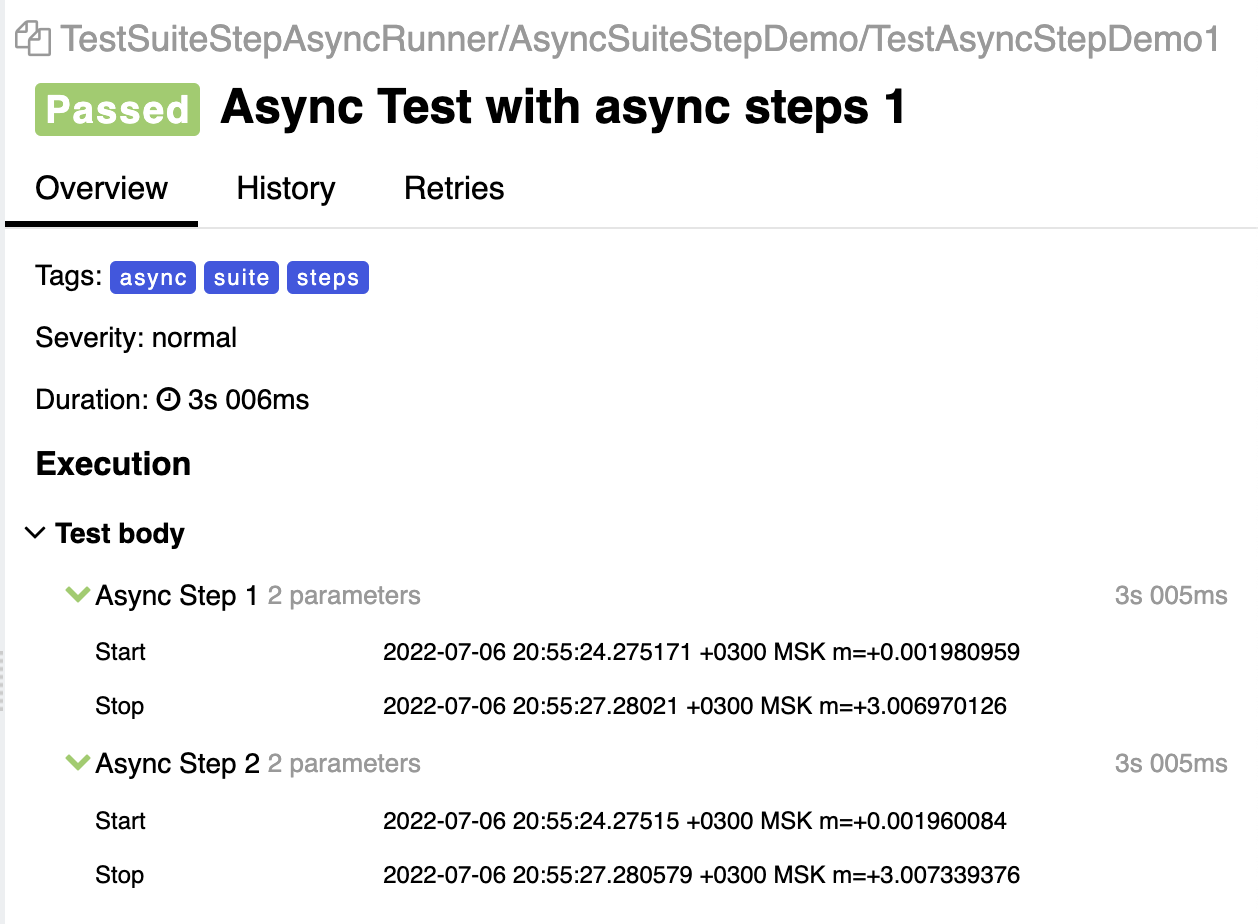 TestSuiteStepAsyncRunner/AsyncSuiteStepDemo/TestAsyncStepDemo1
Passed Async Test with async steps 1
Overview History Retries
Tags: async suite steps
Severity: normal
Duration: 3s 006ms
Execution
Test body
Async Step 1 2 parameters 3s 005ms
Start 2022-07-06 20:55:24.275171 +0300 MSK m=+0.001980959
Stop 2022-07-06 20:55:27.28021 +0300 MSK m=+3.006970126
Async Step 2 2 parameters 3s 005ms
Start 2022-07-06 20:55:24.27515 +0300 MSK m=+0.001960084
Stop 2022-07-06 20:55:27.280579 +0300 MSK m=+3.007339376